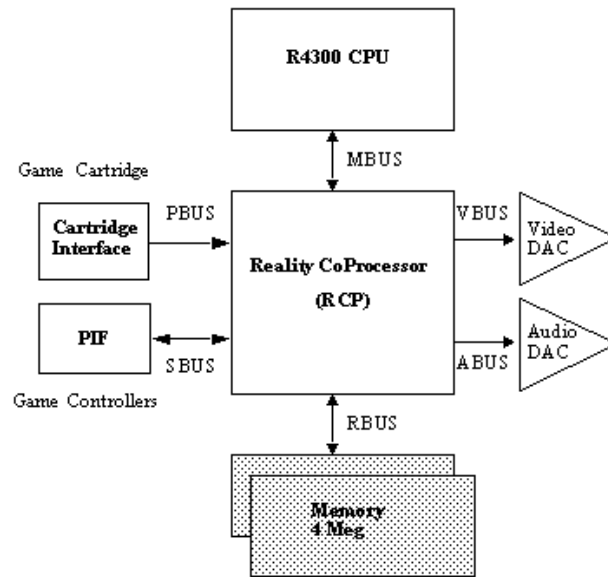 R4300 CPU
MBUS
Game Cartridge
Cartridge
Interface
PBUS
Reality CoProcessor
(RCP)
VBUS
Video
DAC
PIF
SBUS
Game Controllers
ABUS
Audio
DAC
RBUS
Memory
4 Meg